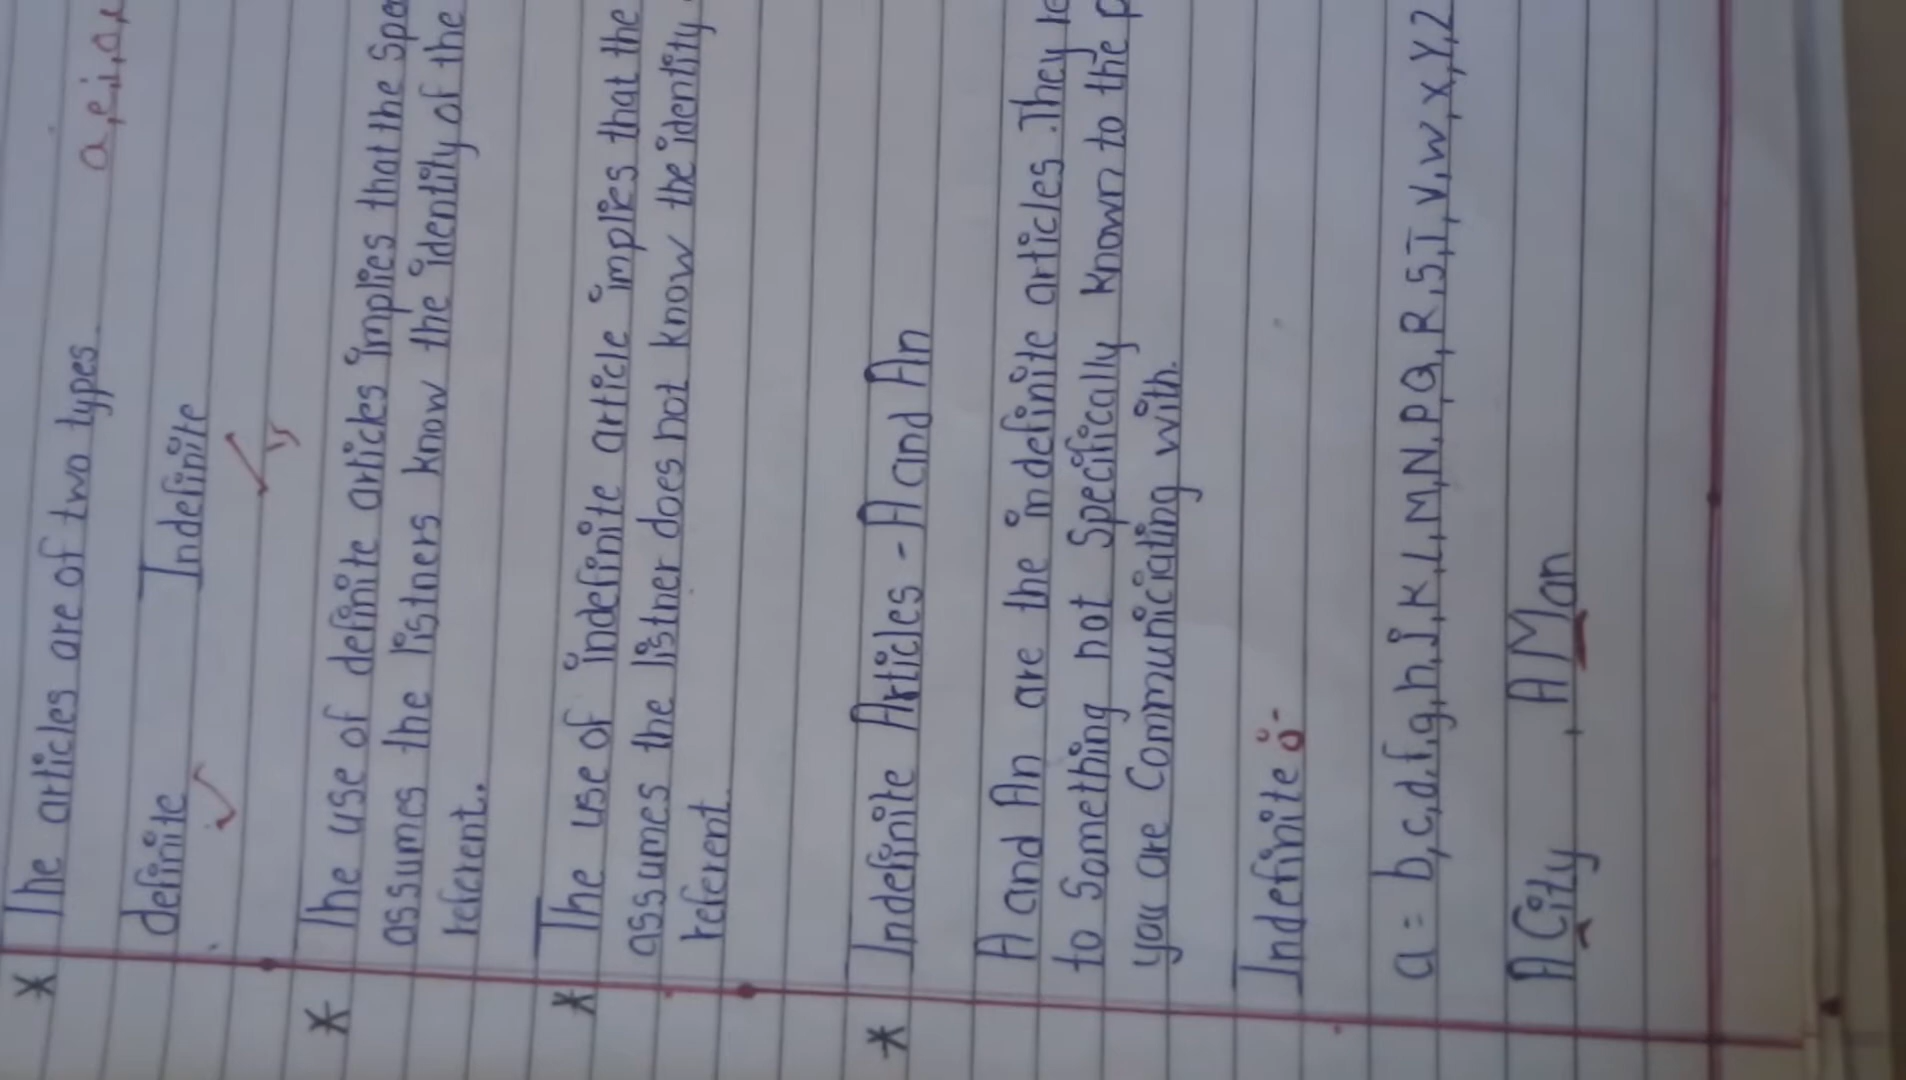 * The articles are of two types
a, e, i, o,
definite Indefinite
* The use of definite articles implies that the
assumes the listners know the identity of the
referent.
* The use of indefinite article implies that the
assumes the listner does not know the identity
referent
* Indefinite Articles - A and An
A and An are the indefinite articles. They
to Something not Specifically known to the
you are Communiciating with.
Indefinite :-
a = b, c, d, f, g, h, j, K, L, M, N, P, Q, R, S, T, V, W, X, Y, Z
A City , A Man